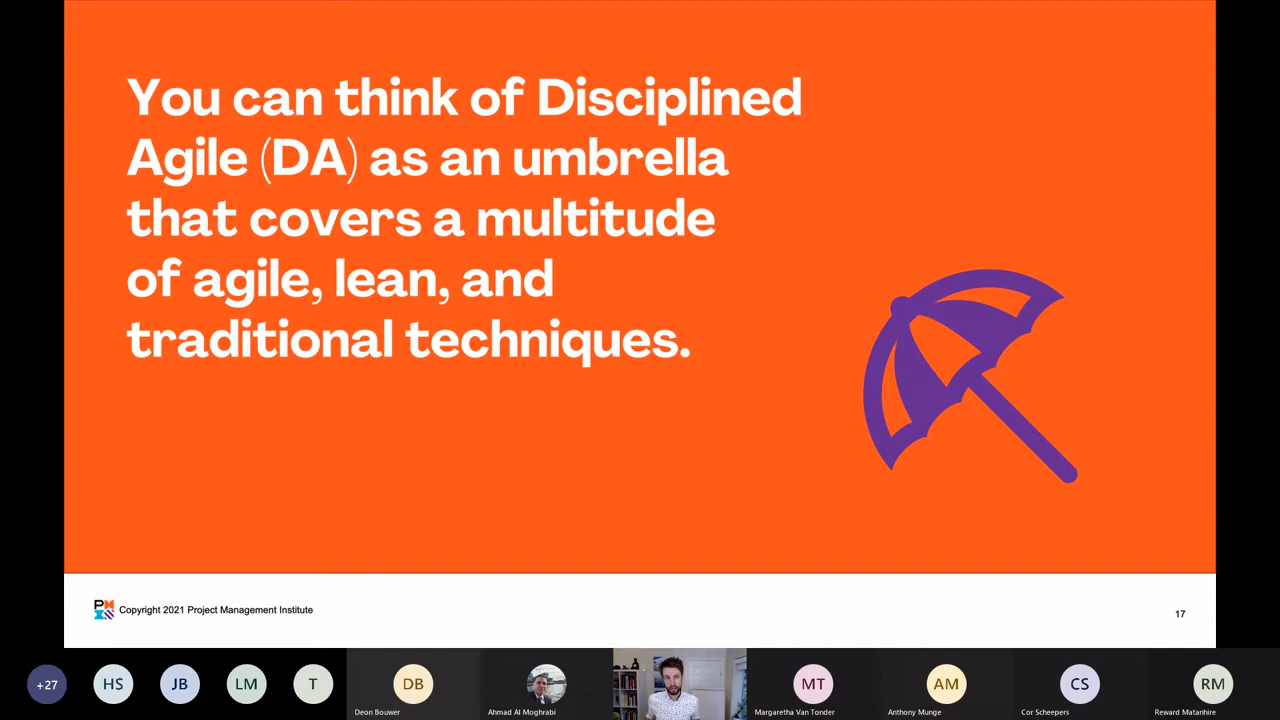 You can think of Disciplined
Agile (DA) as an umbrella
that covers a multitude
of agile, lean, and
traditional techniques.
PMI
Copyright 2021 Project Management Institute
17
+27
HS
JB
LM
T
DB
Deon Bouwer
Ahmad Al Moghrabi
MT
Margaretha Van Tonder
AM
Anthony Munge
CS
Cor Scheepers
RM
Reward Matanhire